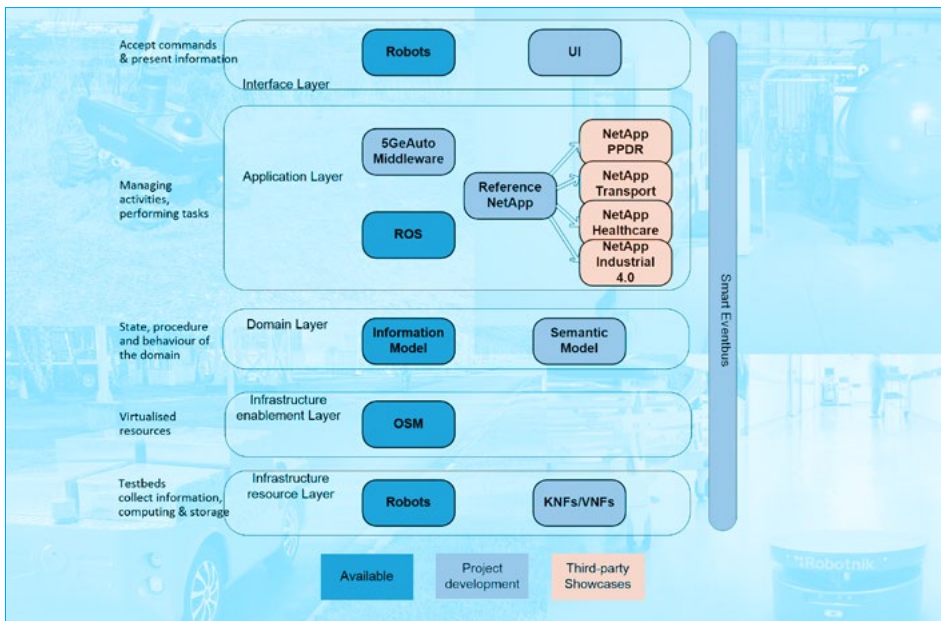 Accept commands
& present information
Robots
UI
Interface Layer
5GeAuto
Middleware
Application Layer
Managing
activities,
performing tasks
Reference
NetApp
ROS
NetApp
PPDR
NetApp
Transport
NetApp
Healthcare
NetApp
Industrial
4.0
Smart Eventbus
State, procedure
and behaviour of
the domain
Domain Layer
Information
Model
Semantic
Model
Virtualised
resources
Infrastructure
enablement Layer
OSM
Testbeds
collect information,
computing & storage
Infrastructure
resource Layer
Robots
KNFs/VNFs
Available
Project
development
Third-party
Showcases
Robotnik